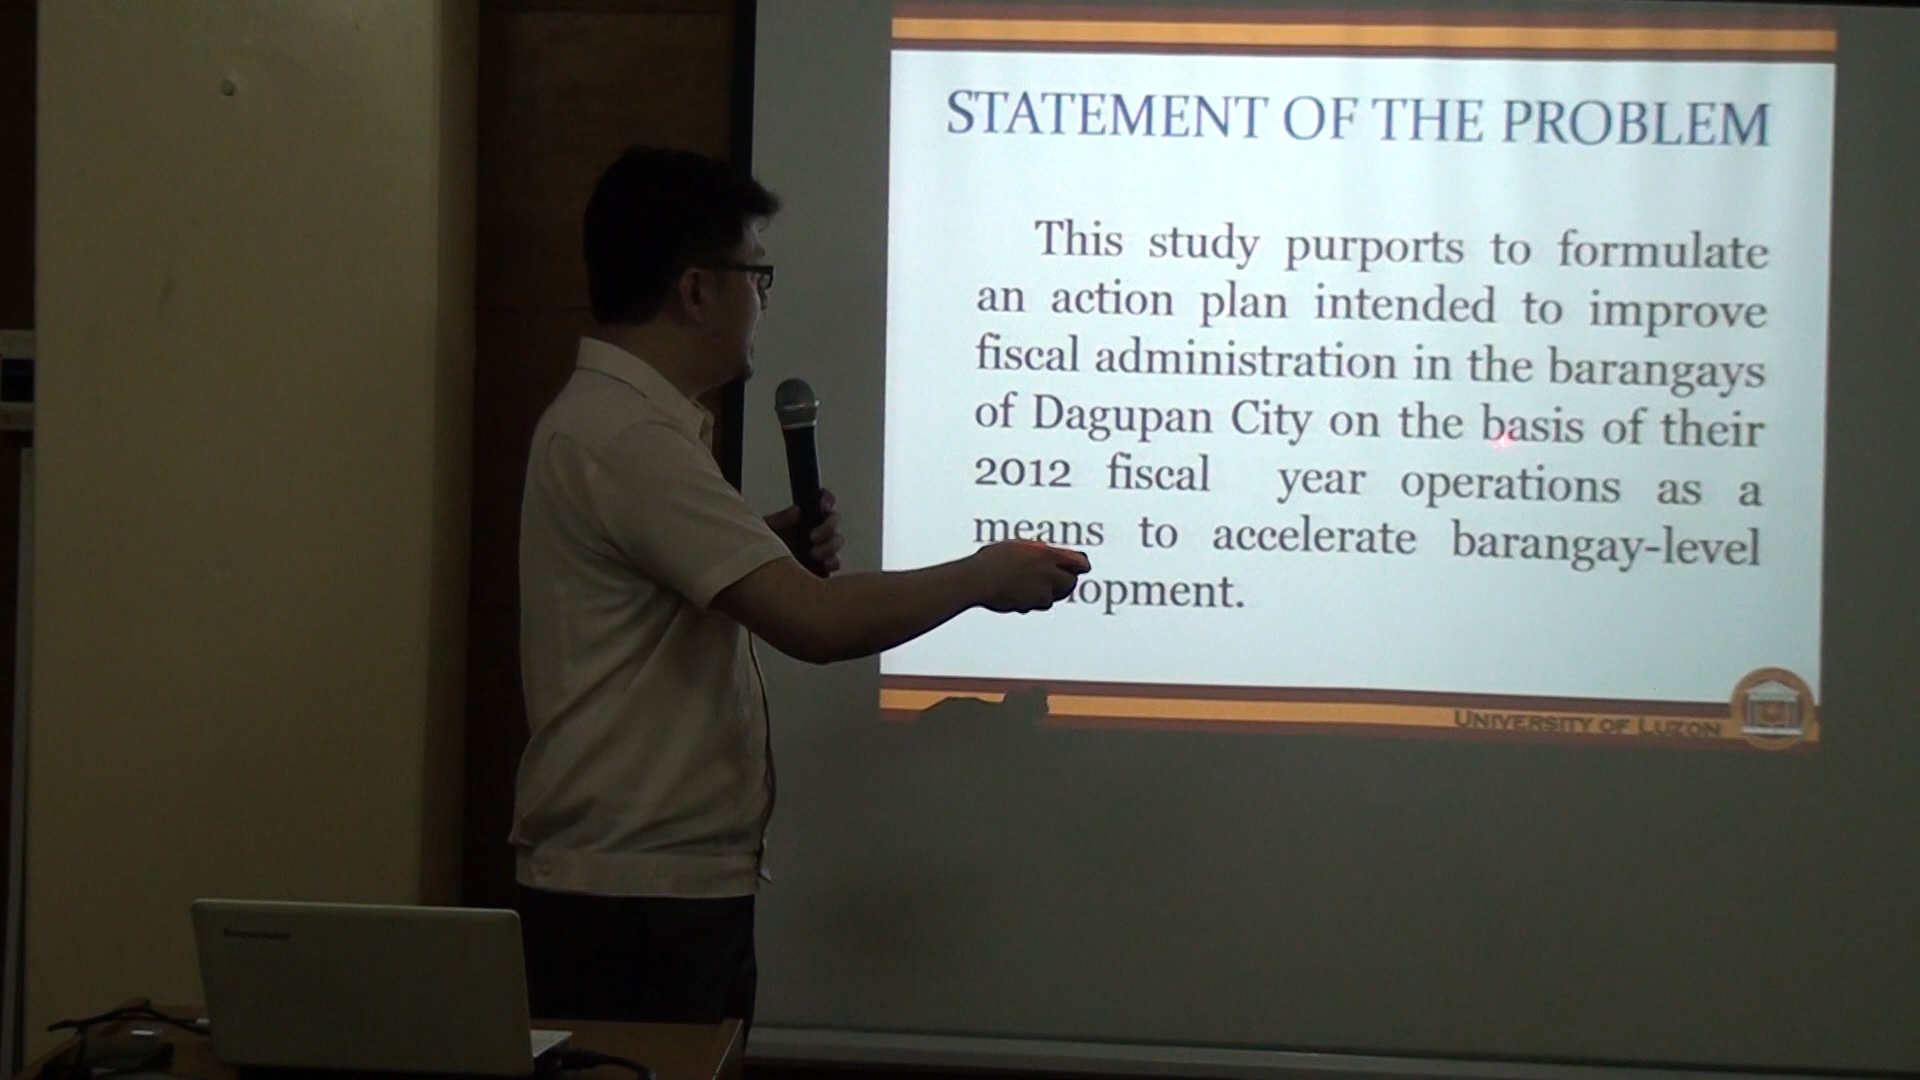 STATEMENT OF THE PROBLEM
This study purports to formulate
an action plan intended to improve
fiscal administration in the barangays
of Dagupan City on the basis of their
2012 fiscal year operations as a
means to accelerate barangay-level
lopment.
UNIVERSITY OF LUZON
lenovo